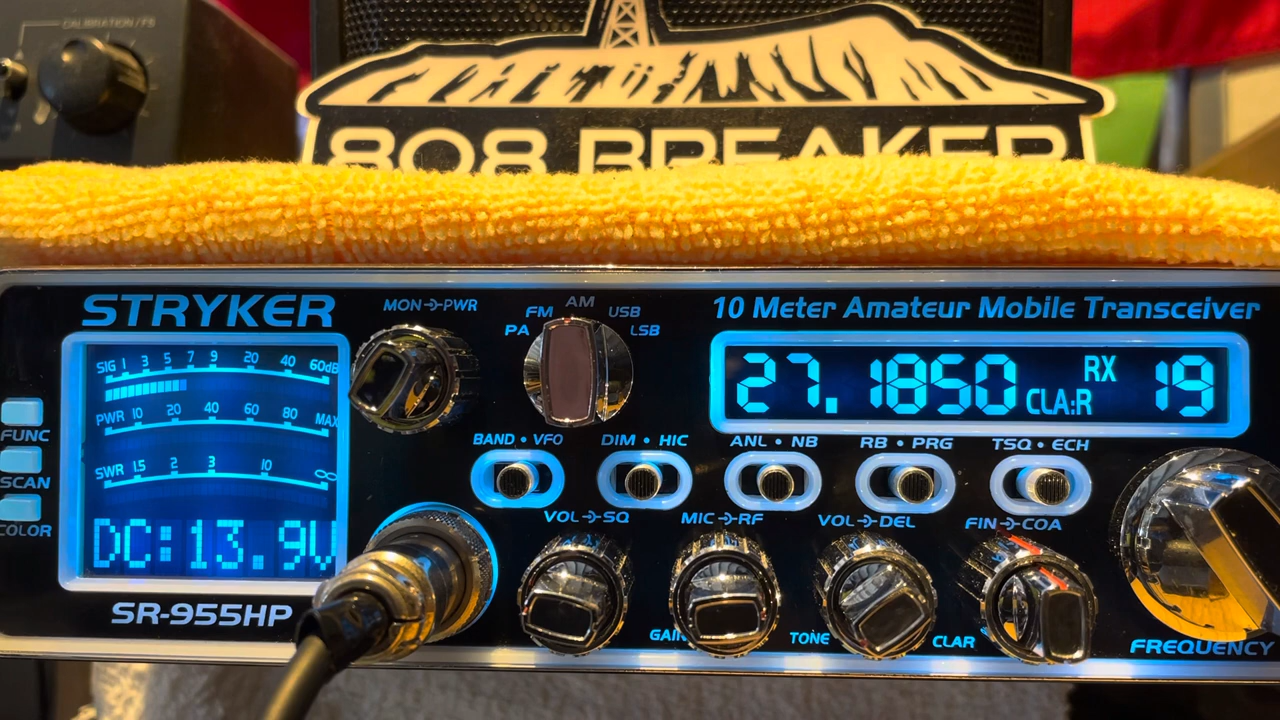 CALIBRATION/FS
808 BREAKER
STRYKER
MON PWR
PA FM AM USB LSB
10 Meter Amateur Mobile Transceiver
SIG 1 3 5 7 9 20 40 60dB
PWR 10 20 40 60 80 MAX
SWR 1.5 2 3 10 ∞
DC:13.9V
27.1850 CLA:R RX 19
FUNC
SCAN
COLOR
BAND • VFO
DIM • HIC
ANL • NB
RB • PRG
TSQ • ECH
VOL SQ
MIC RF
VOL DEL
FIN COA
SR-955HP
GAIN
TONE
CLAR
FREQUENCY